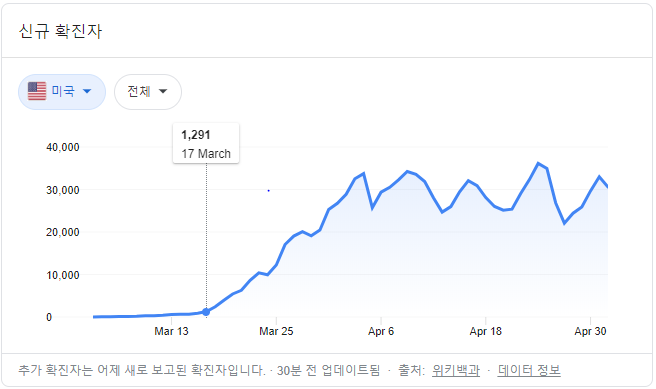 신규 확진자
미국 전체
1,291
17 March
40,000
30,000
20,000
10,000
0
Mar 13 Mar 25 Apr 6 Apr 18 Apr 30
추가 확진자는 어제 새로 보고된 확진자입니다. · 30분 전 업데이트됨 · 출처: 위키백과 · 데이터 정보